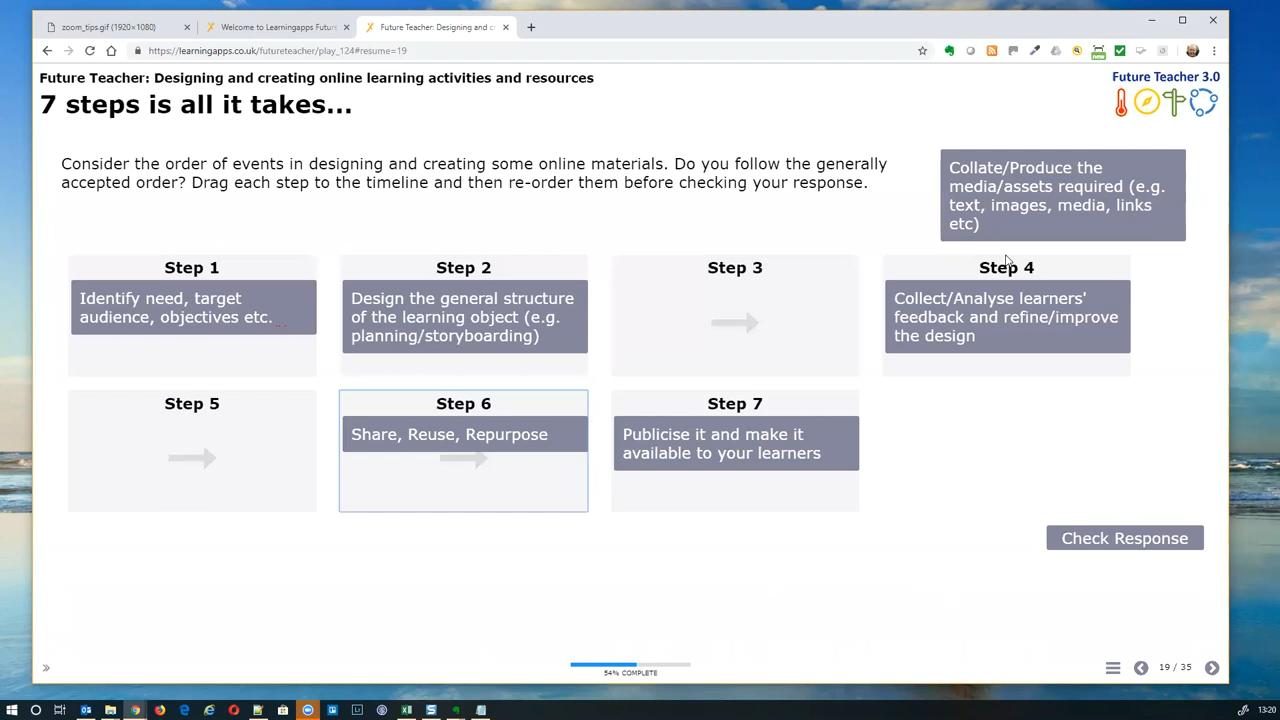 zoom_tips.gif (1920×1080)
Welcome to Learningapps Future
Future Teacher: Designing and cr
https://learningapps.co.uk/futureteacher/play_124#resume=19
new
Future Teacher: Designing and creating online learning activities and resources
Future Teacher 3.0
7 steps is all it takes...
Consider the order of events in designing and creating some online materials. Do you follow the generally
accepted order? Drag each step to the timeline and then re-order them before checking your response.
Collate/Produce the
media/assets required (e.g.
text, images, media, links
etc)
Step 1
Identify need, target
audience, objectives etc.
Step 2
Design the general structure
of the learning object (e.g.
planning/storyboarding)
Step 3
Step 4
Collect/Analyse learners'
feedback and refine/improve
the design
Step 5
Step 6
Share, Reuse, Repurpose
Step 7
Publicise it and make it
available to your learners
Check Response
54% COMPLETE
19 / 35
13:20